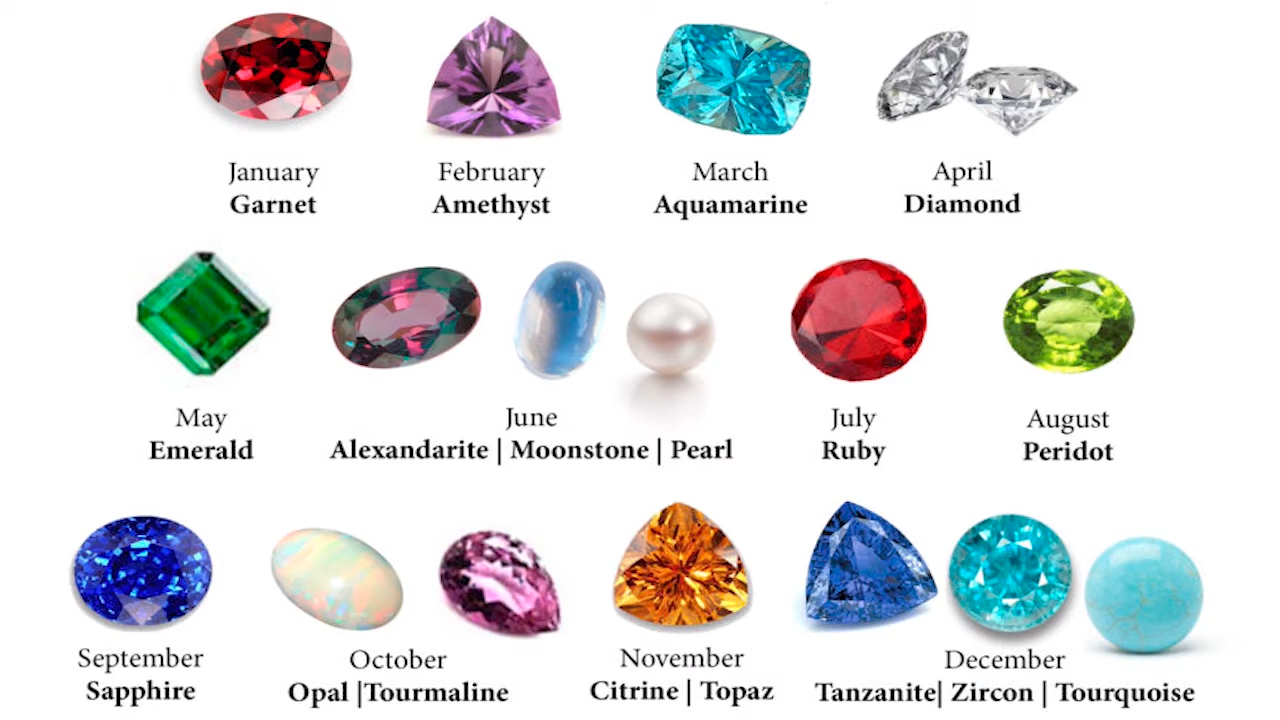 January
Garnet
February
Amethyst
March
Aquamarine
April
Diamond
May
Emerald
June
Alexandarite | Moonstone | Pearl
July
Ruby
August
Peridot
September
Sapphire
October
Opal |Tourmaline
November
Citrine | Topaz
December
Tanzanite| Zircon | Tourquoise